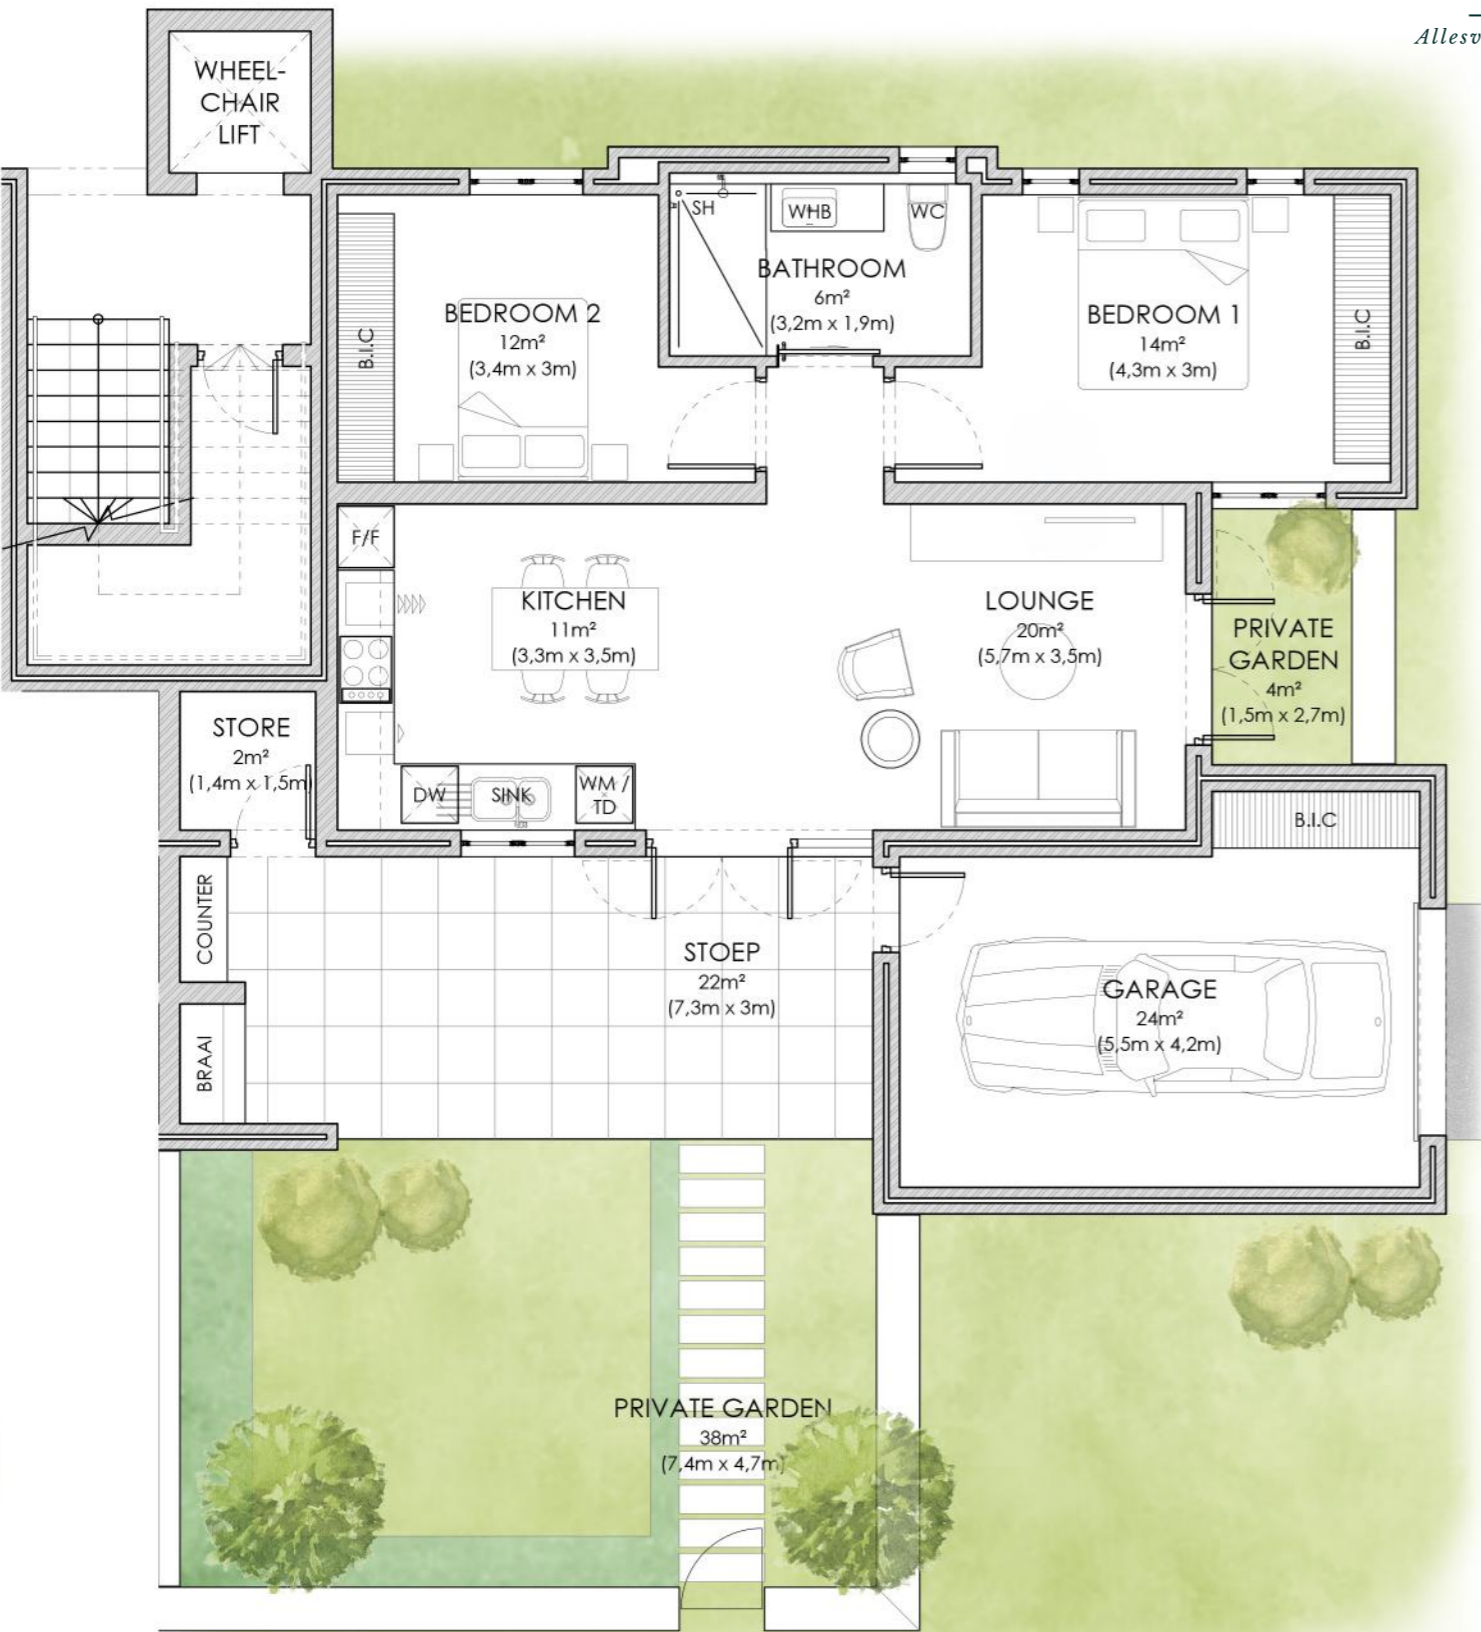 Allesv
WHEEL-
CHAIR
LIFT
SH
WHB
WC
BATHROOM
6m²
(3,2m x 1,9m)
BEDROOM 2
12m²
(3,4m x 3m)
B.I.C
BEDROOM 1
14m²
(4,3m x 3m)
B.I.C
F/F
KITCHEN
11m²
(3,3m x 3,5m)
LOUNGE
20m²
(5,7m x 3,5m)
PRIVATE
GARDEN
4m²
(1,5m x 2,7m)
STORE
2m²
(1,4m x 1,5m)
DW
SINK
WM /
TD
B.I.C
COUNTER
STOEP
22m²
(7,3m x 3m)
GARAGE
24m²
(5,5m x 4,2m)
BRAAI
PRIVATE GARDEN
38m²
(7,4m x 4,7m)